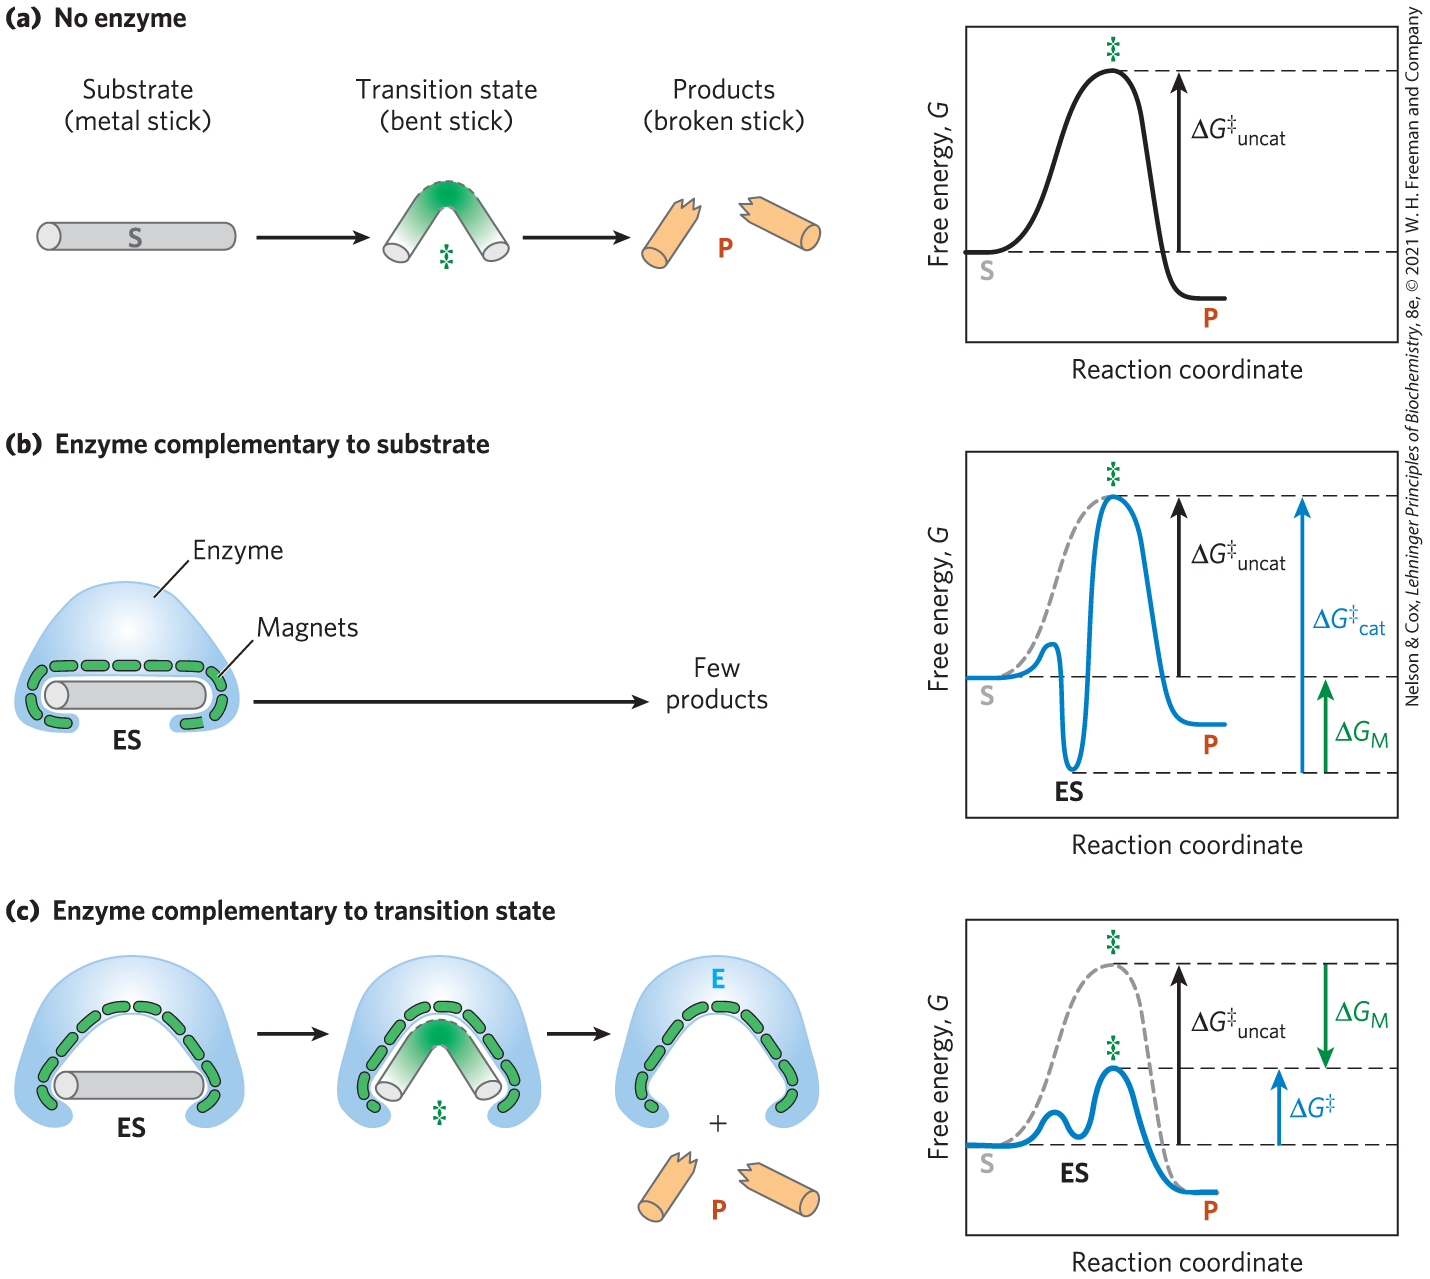 (a) No enzyme
Substrate
(metal stick)
Transition state
(bent stick)
Products
(broken stick)
S
‡
P
‡
ΔG‡uncat
S
P
Free energy, G
Reaction coordinate
(b) Enzyme complementary to substrate
Enzyme
Magnets
ES
Few
products
‡
ΔG‡uncat
ΔG‡cat
ΔGM
S
P
ES
Free energy, G
Reaction coordinate
(c) Enzyme complementary to transition state
ES
‡
E
+
P
‡
ΔG‡uncat
ΔGM
‡
ΔG‡
S
ES
P
Free energy, G
Reaction coordinate
Nelson & Cox, Lehninger Principles of Biochemistry, 8e, © 2021 W. H. Freeman and Company